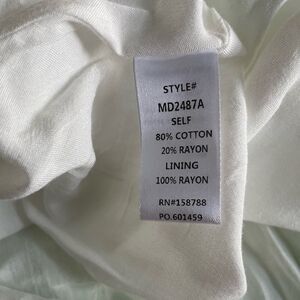 STYLE#
MD2487A
SELF
80% COTTON
20% RAYON
LINING
100% RAYON
RN#158788
PO.601459